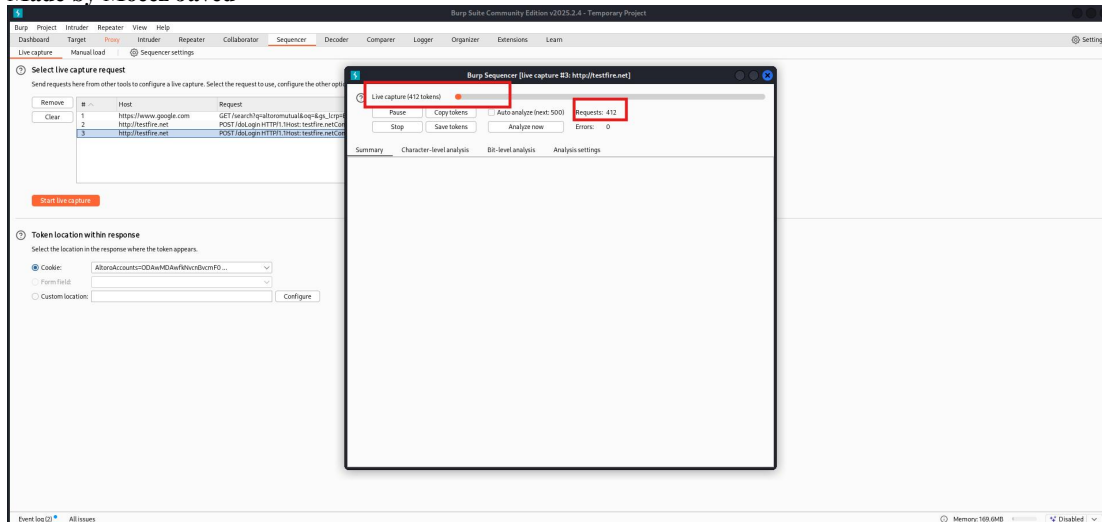 Burp Suite Community Edition v2025.2.4 - Temporary Project
Burp Project Intruder Repeater View Help
Dashboard Target Proxy Intruder Repeater Collaborator Sequencer Decoder Comparer Logger Organizer Extensions Learn Setting
Live capture Manual load Sequencer settings
Select live capture request
Send requests here from other tools to configure a live capture. Select the request to use, configure the other optio
Remove
Clear
# Host Request
1 https://www.google.com GET /search?q=altoromutual&oq=&gs_lcrp=
2 http://testfire.net POST /doLogin HTTP/1.1Host: testfire.netCon
3 http://testfire.net POST /doLogin HTTP/1.1Host: testfire.netCon
Start live capture
Token location within response
Select the location in the response where the token appears.
Cookie: AltoroAccounts=ODAwMDAwfkNvcnBvcmF0...
Form field:
Custom location: Configure
Burp Sequencer [live capture #3: http://testfire.net]
Live capture (412 tokens)
Pause Copy tokens Auto analyze (next: 500) Requests: 412
Stop Save tokens Analyze now Errors: 0
Summary Character-level analysis Bit-level analysis Analysis settings
Event log (2) All issues Memory: 169.6MB Disabled